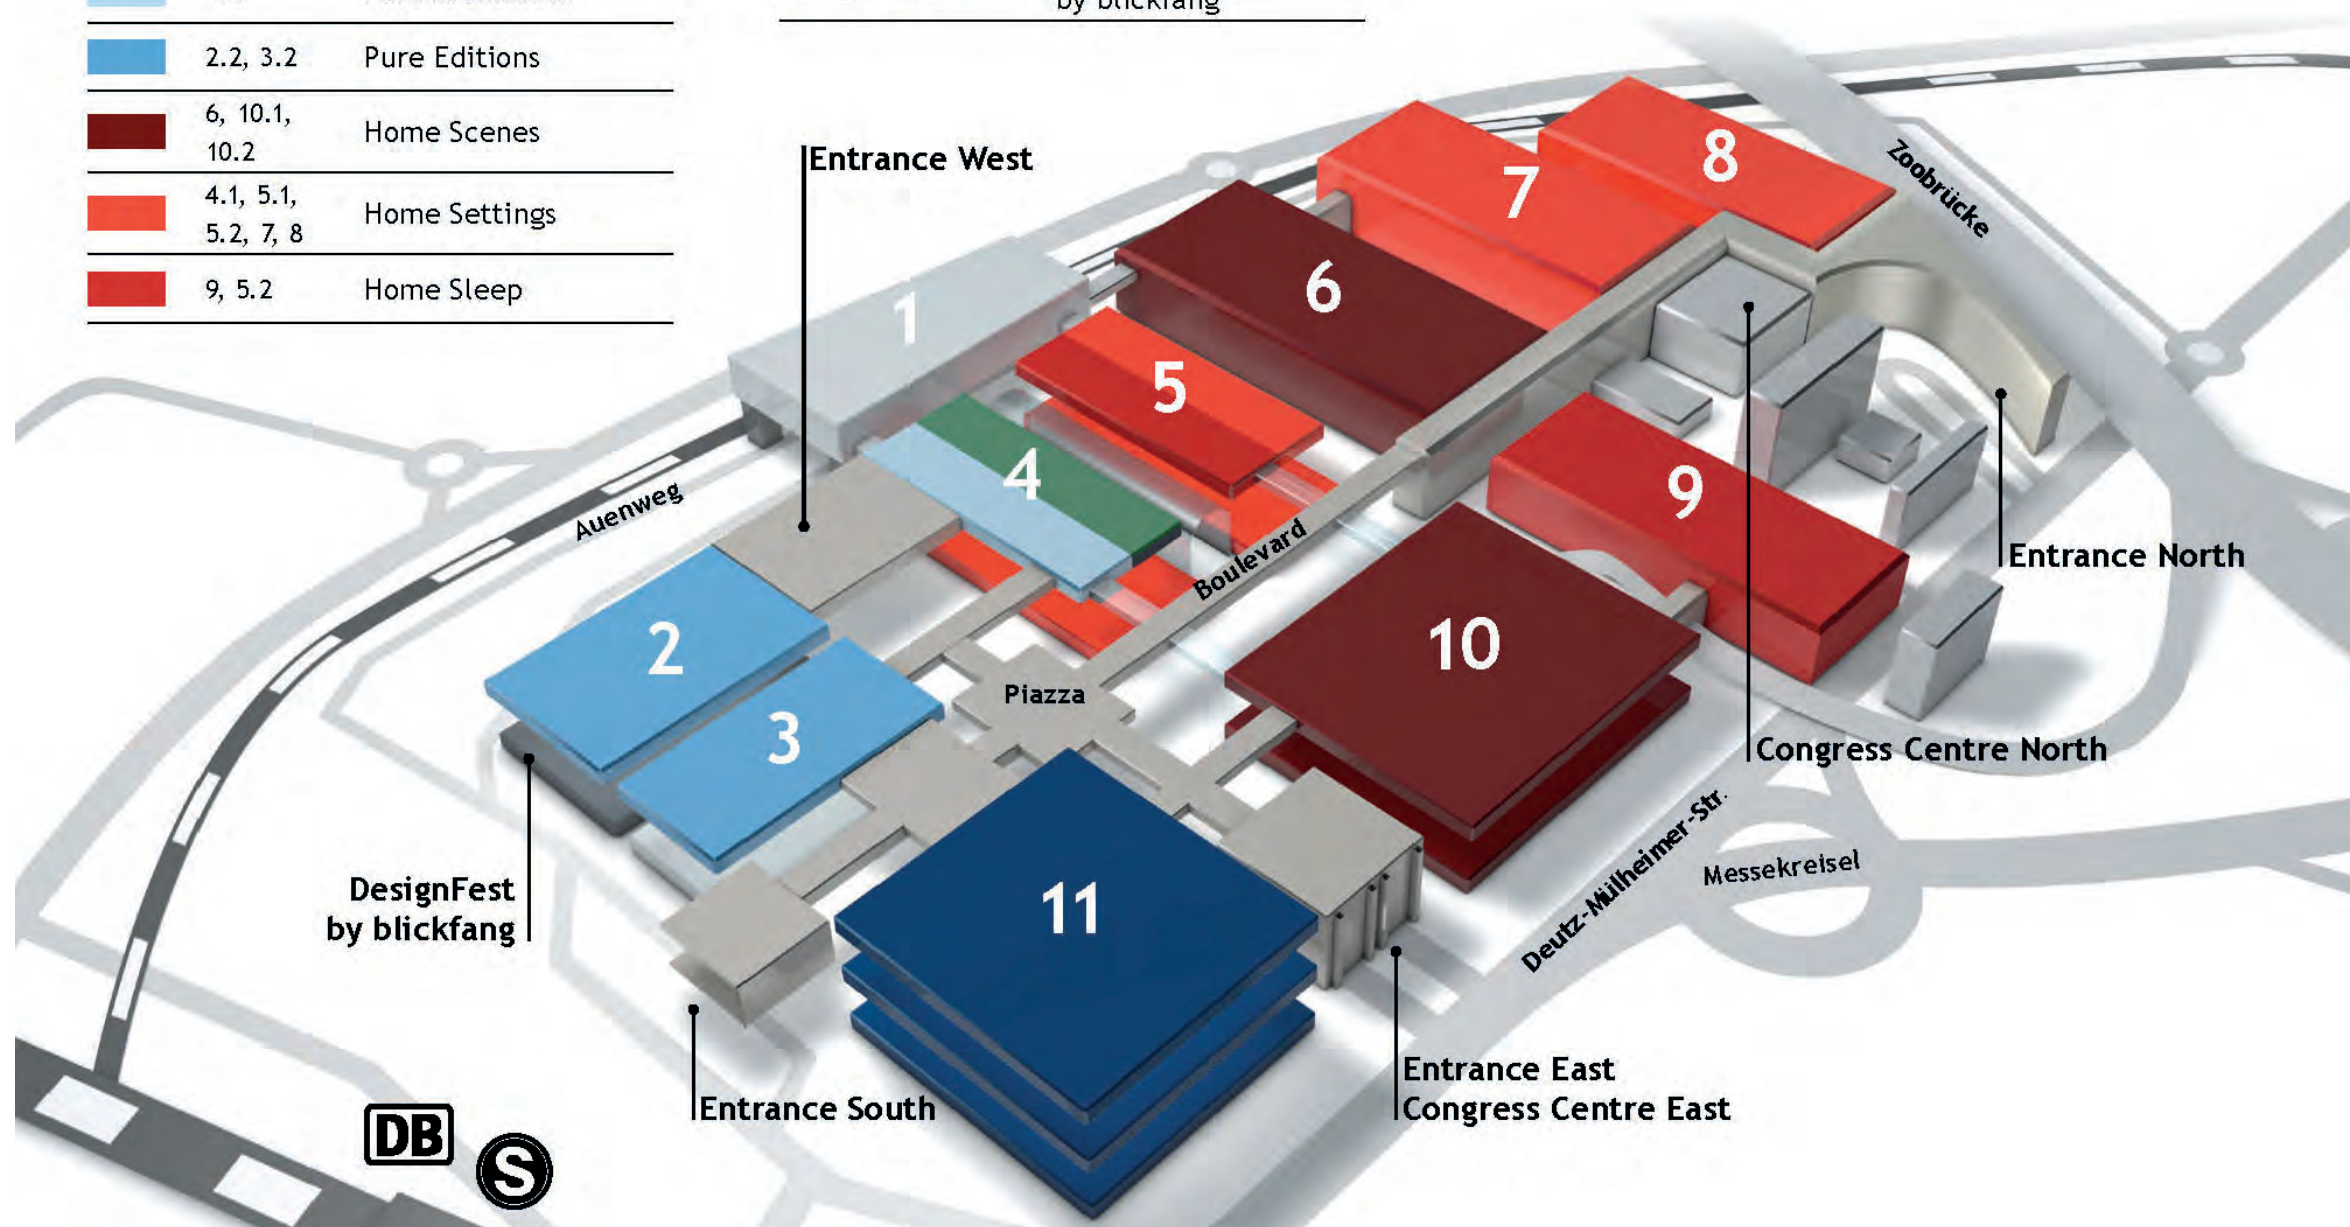 by blickfang
2.2, 3.2 Pure Editions
6, 10.1,
10.2
Home Scenes
4.1, 5.1,
5.2, 7, 8
Home Settings
9, 5.2 Home Sleep
Entrance West
8
7
Zoobrücke
6
1
5
4
9
Auenweg
Boulevard
Entrance North
2
10
Piazza
3
Congress Centre North
Deutz-Mülheimer-Str.
Messekreisel
DesignFest
by blickfang
11
Entrance South
Entrance East
Congress Centre East
DB
S